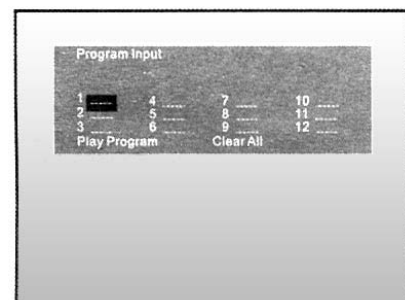 Program Input
1 ---- 4 ---- 7 ---- 10 ----
2 ---- 5 ---- 8 ---- 11 ----
3 ---- 6 ---- 9 ---- 12 ----
Play Program Clear All